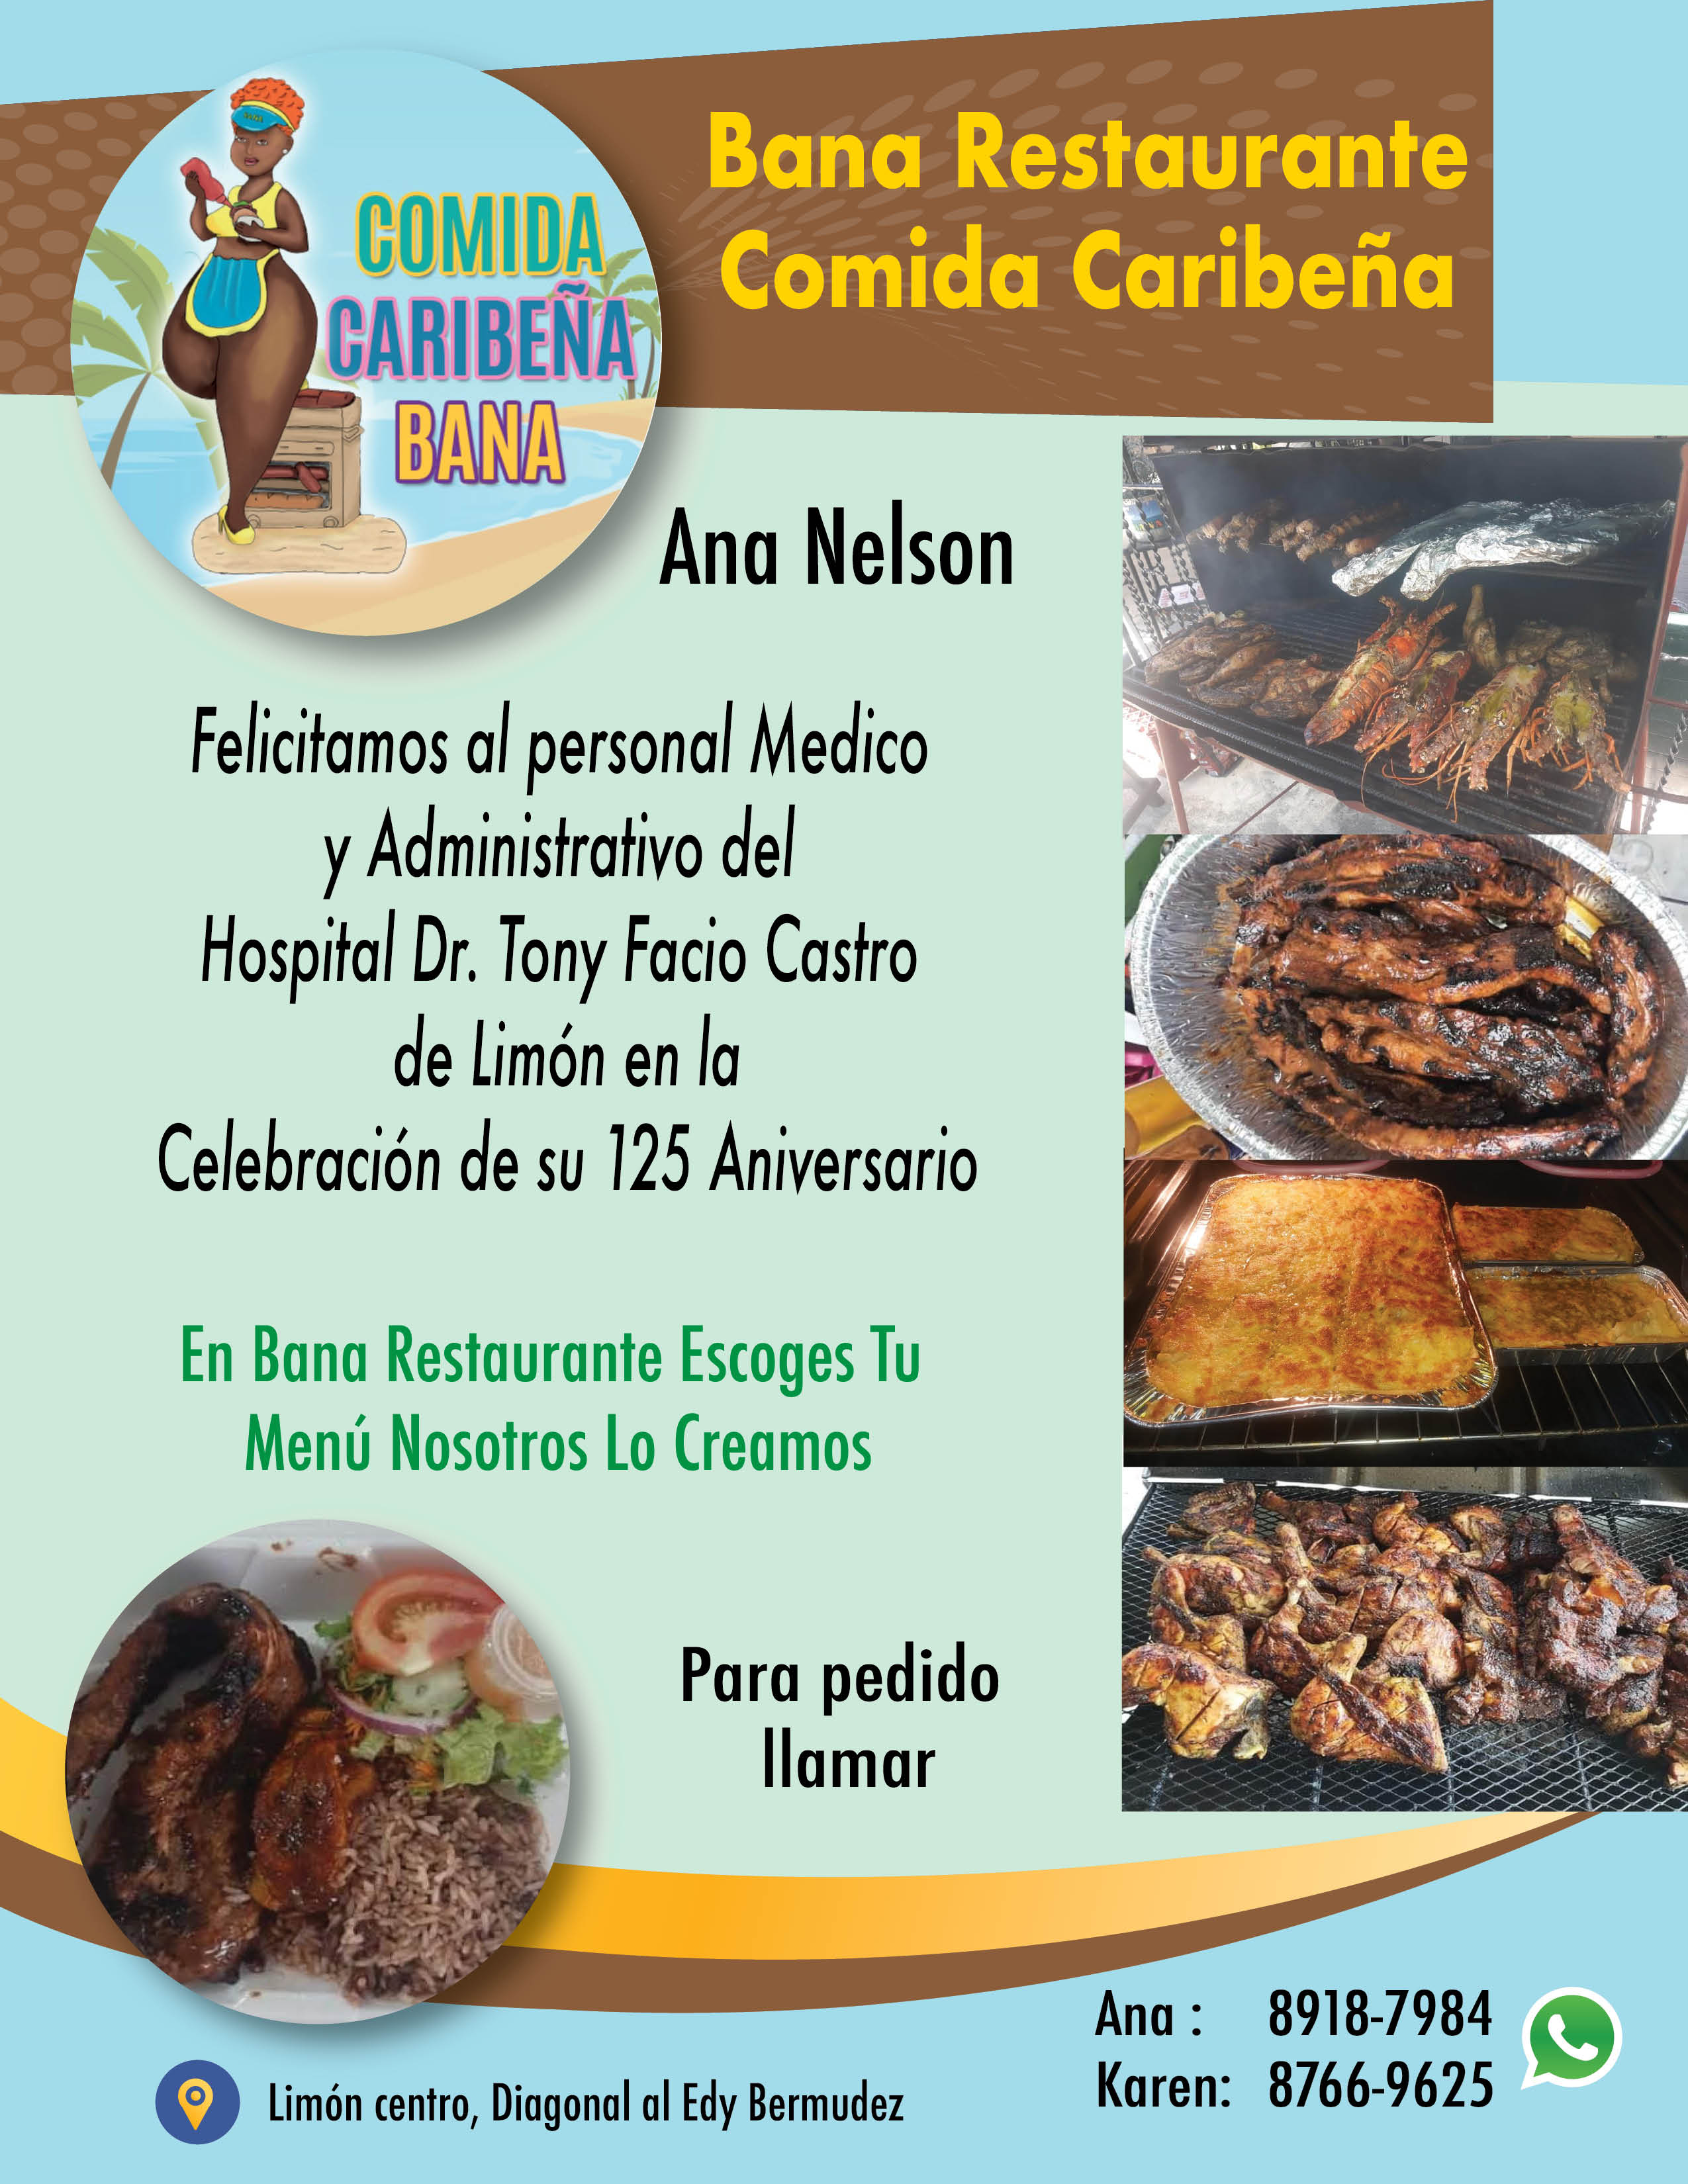 COMIDA
CARIBEÑA
BANA
Bana Restaurante
Comida Caribeña
Ana Nelson
Felicitamos al personal Medico
y Administrativo del
Hospital Dr. Tony Facio Castro
de Limón en la
Celebración de su 125 Aniversario
En Bana Restaurante Escoges Tu
Menú Nosotros Lo Creamos
Para pedido
llamar
Ana : 8918-7984
Karen: 8766-9625
Limón centro, Diagonal al Edy Bermudez